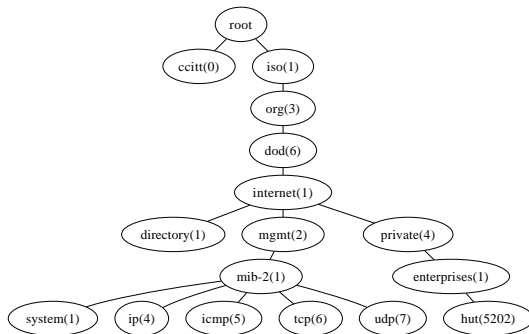 root
ccitt(0) iso(1)
org(3)
dod(6)
internet(1)
directory(1) mgmt(2) private(4)
mib-2(1) enterprises(1)
system(1) ip(4) icmp(5) tcp(6) udp(7) hut(5202)